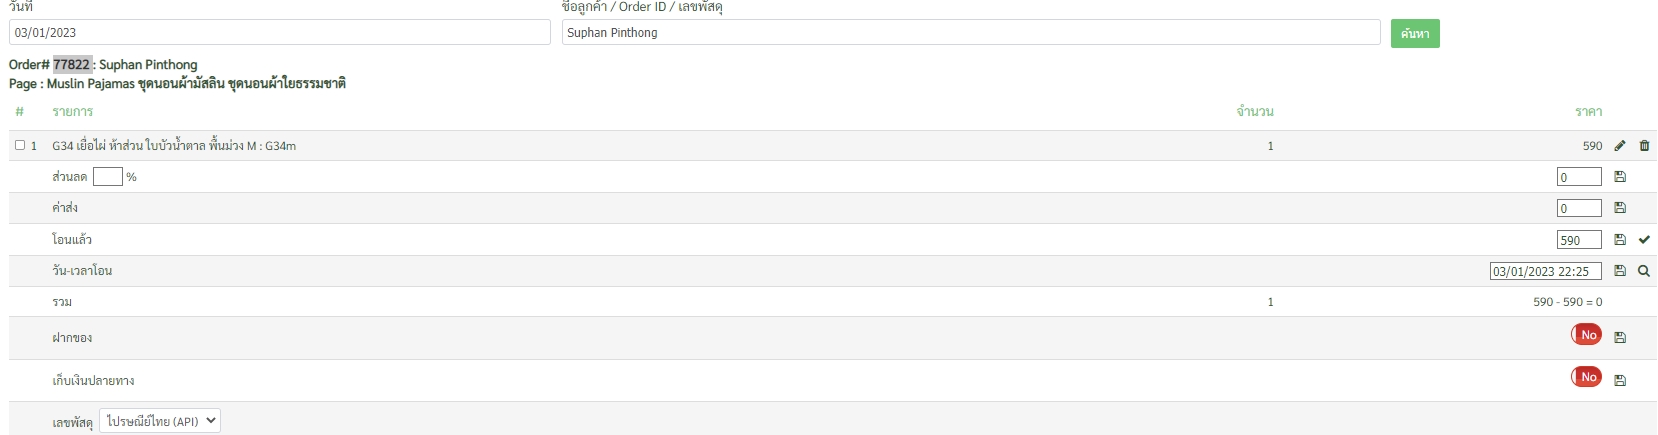 วันที่ ชื่อลูกค้า / Order ID / เลขพัสดุ
03/01/2023 Suphan Pinthong ค้นหา
Order# 77822 : Suphan Pinthong
Page : Muslin Pajamas ชุดนอนผ้ามัสลิน ชุดนอนผ้าใยธรรมชาติ
# รายการ จำนวน ราคา
1 G34 เยื่อไผ่ ห้าส่วน ใบบัวน้ำตาล พื้นม่วง M : G34m 1 590
ส่วนลด % 0
ค่าส่ง 0
โอนแล้ว 590
วัน-เวลาโอน 03/01/2023 22:25
รวม 1 590 - 590 = 0
ฝากของ No
เก็บเงินปลายทาง No
เลขพัสดุ ไปรษณีย์ไทย (API)